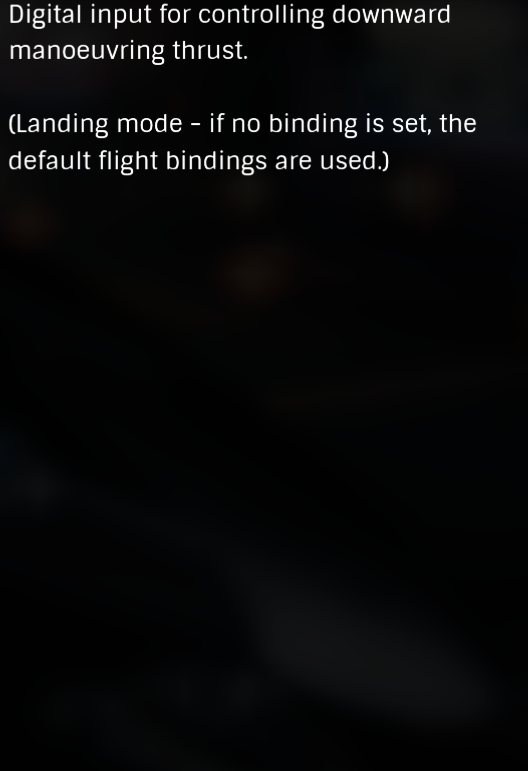 Digital input for controlling downward
manoeuvring thrust.
(Landing mode - if no binding is set, the
default flight bindings are used.)